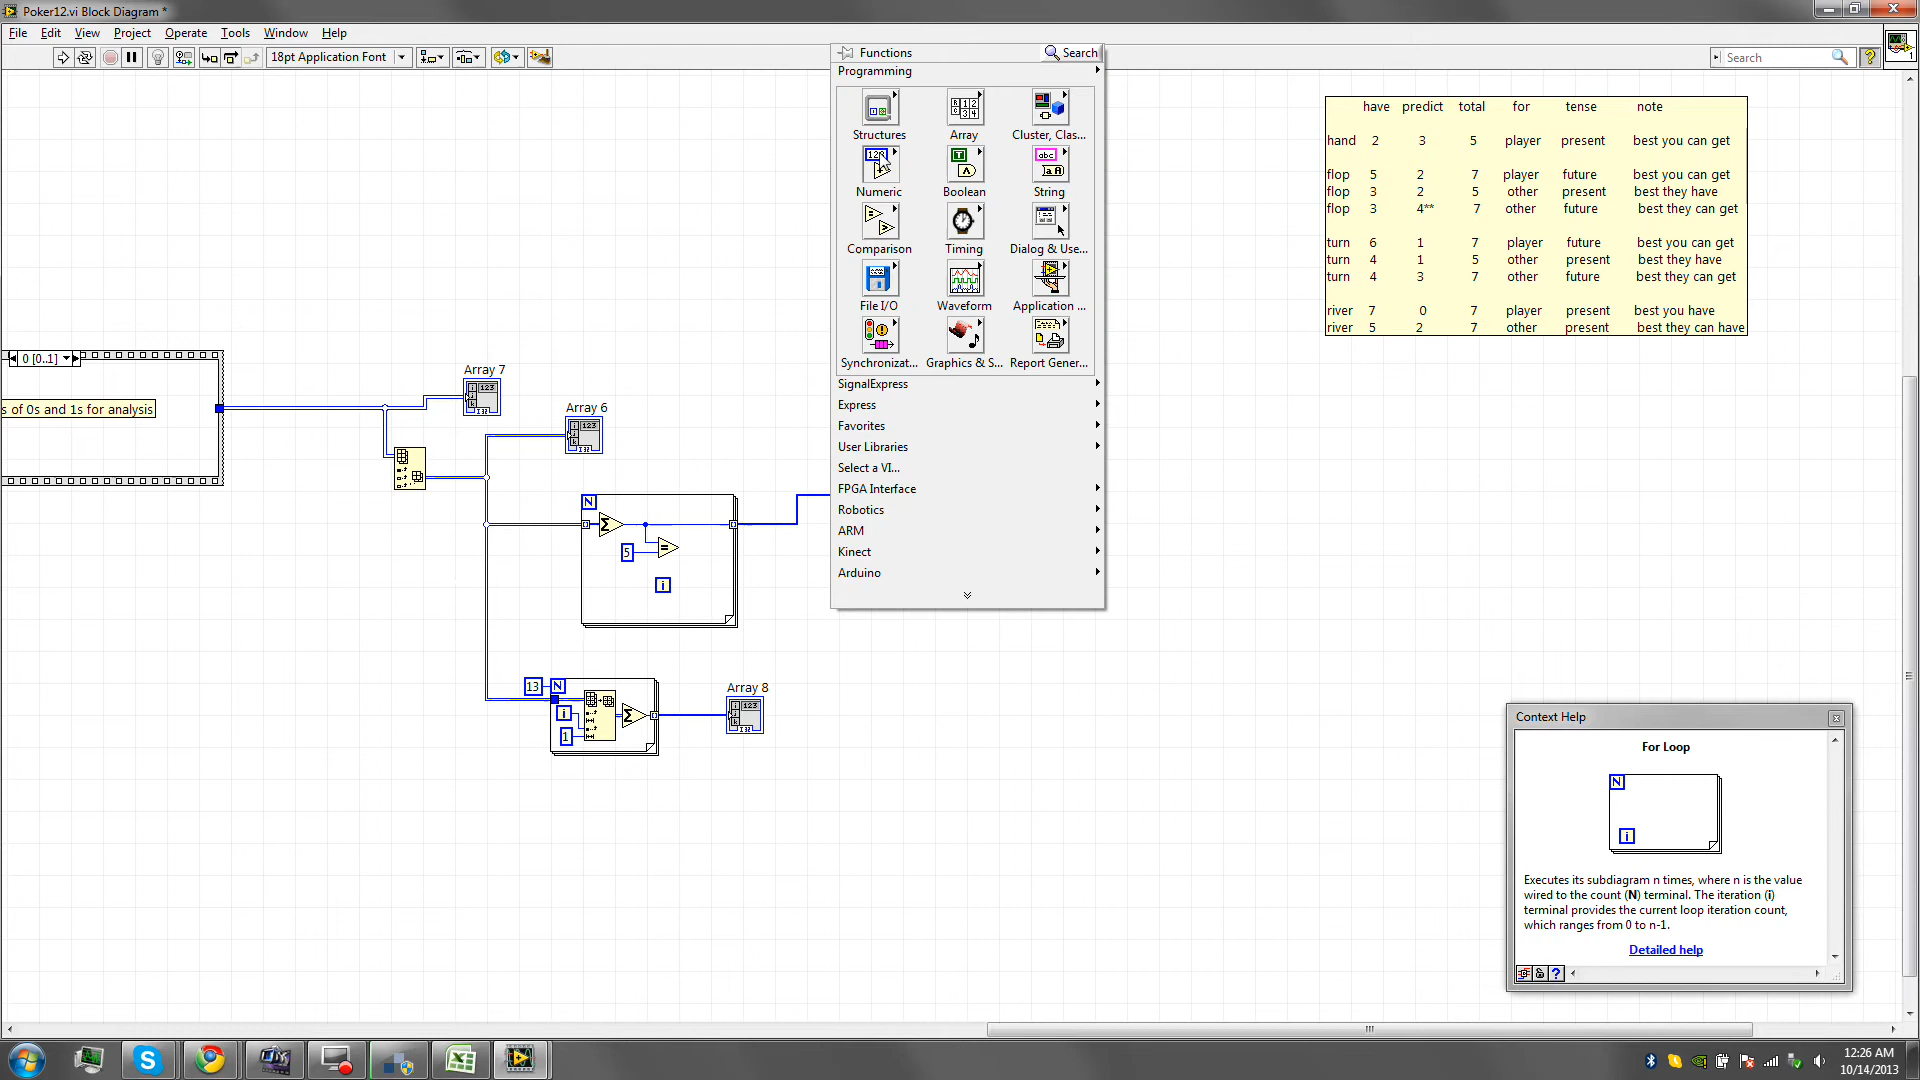 Poker12.vi Block Diagram *
File Edit View Project Operate Tools Window Help
18pt Application Font
Search
Functions
Search
Programming
Structures Array Cluster, Clas...
Numeric Boolean String
Comparison Timing Dialog & Use...
File I/O Waveform Application ...
Synchronizat... Graphics & S... Report Gener...
SignalExpress
Express
Favorites
User Libraries
Select a VI...
FPGA Interface
Robotics
ARM
Kinect
Arduino
have predict total for tense note
hand 2 3 5 player present best you can get
flop 5 2 7 player future best you can get
flop 3 2 5 other present best they have
flop 3 4** 7 other future best they can get
turn 6 1 7 player future best you can get
turn 4 1 5 other present best they have
turn 4 3 7 other future best they can get
river 7 0 7 player present best you have
river 5 2 7 other present best they can have
0 [0..1]
s of 0s and 1s for analysis
Array 7
Array 6
N
Σ
5 =
i
13 N
i
Σ
1
Array 8
Context Help
For Loop
N
i
Executes its subdiagram n times, where n is the value
wired to the count (N) terminal. The iteration (i)
terminal provides the current loop iteration count,
which ranges from 0 to n-1.
Detailed help
12:26 AM
10/14/2013